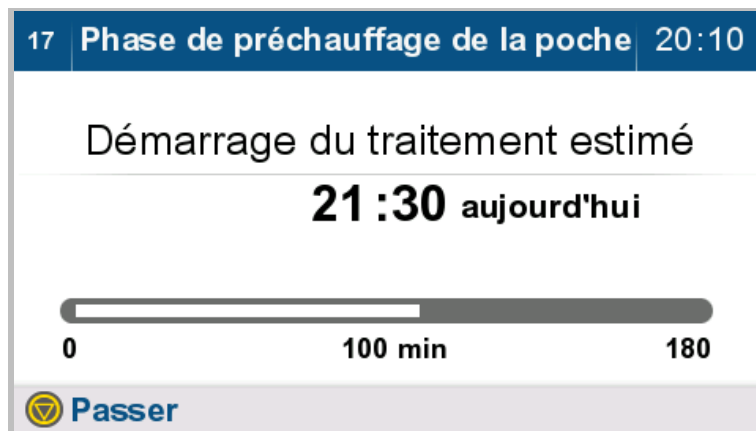 17 Phase de préchauffage de la poche 20:10
Démarrage du traitement estimé
21:30 aujourd'hui
0 100 min 180
Passer